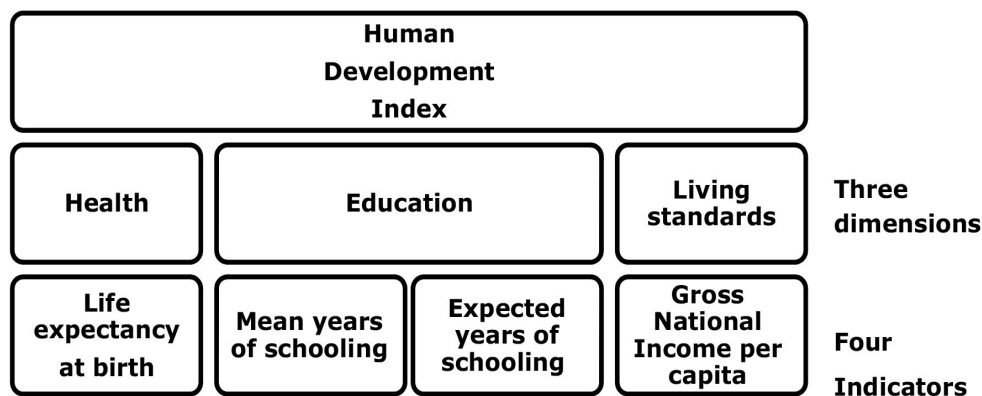 Human
Development
Index
Health
Education
Living
standards
Three
dimensions
Life
expectancy
at birth
Mean years
of schooling
Expected
years of
schooling
Gross
National
Income per
capita
Four
Indicators